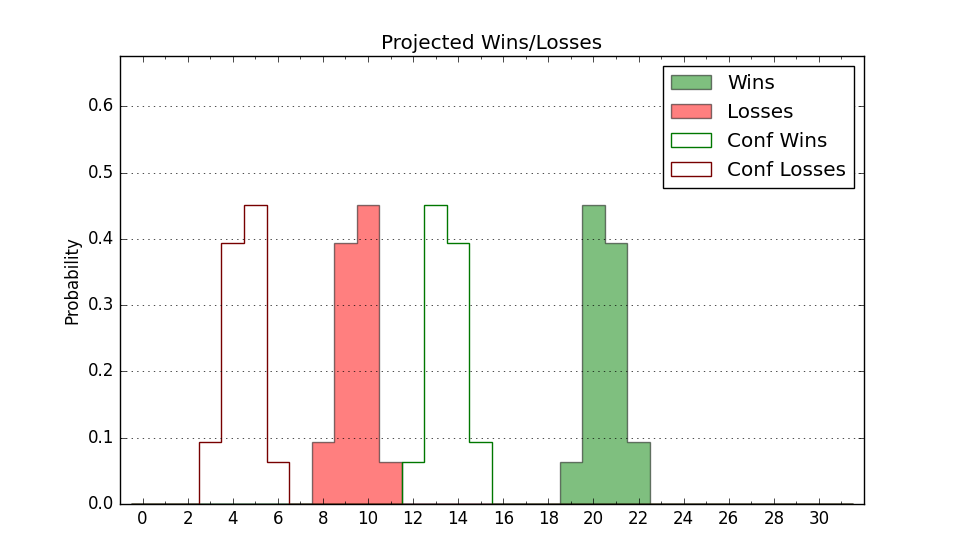 Projected Wins/Losses
Wins
Losses
Conf Wins
Conf Losses
Probability
0.6
0.5
0.4
0.3
0.2
0.1
0.0
0 2 4 6 8 10 12 14 16 18 20 22 24 26 28 30